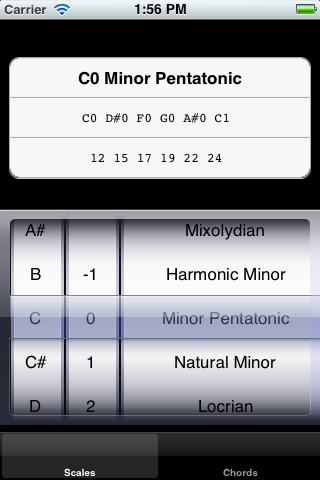 Carrier 1:56 PM
C0 Minor Pentatonic
C0 D#0 F0 G0 A#0 C1
12 15 17 19 22 24
A# Mixolydian
B -1 Harmonic Minor
C 0 Minor Pentatonic
C# 1 Natural Minor
D 2 Locrian
Scales Chords